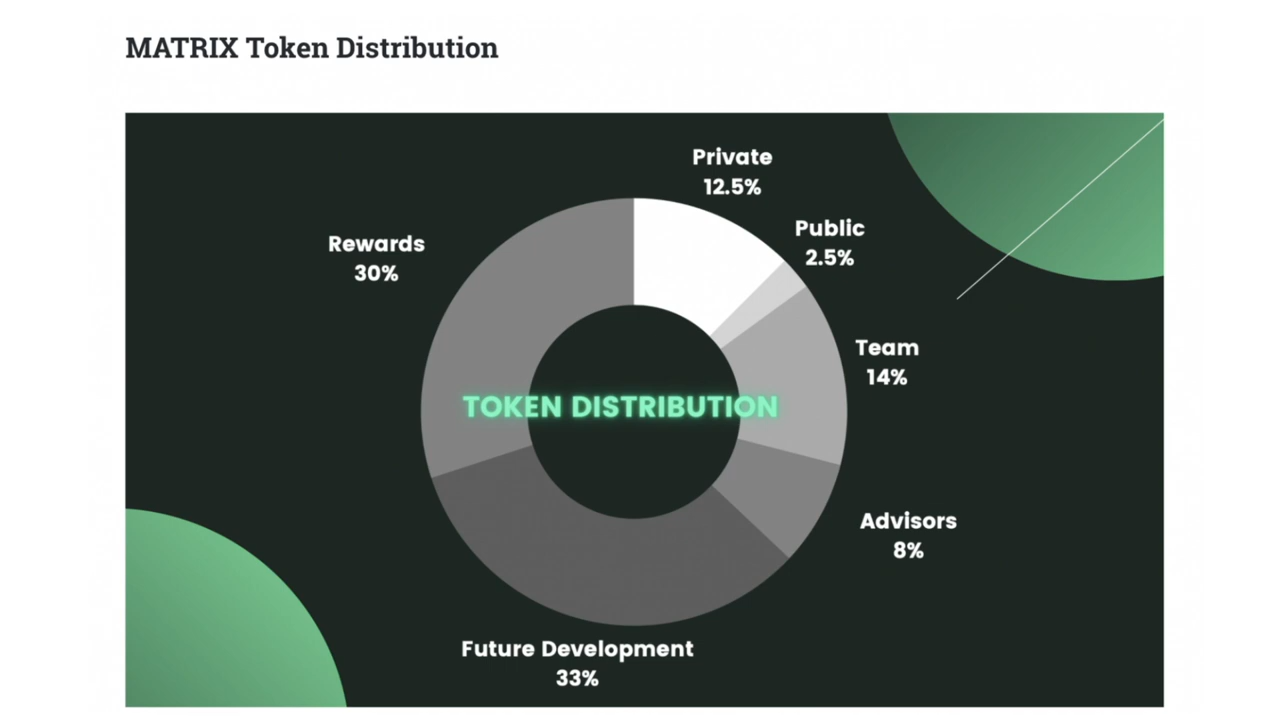 MATRIX Token Distribution
Private
12.5%
Public
2.5%
Rewards
30%
Team
14%
TOKEN DISTRIBUTION
Advisors
8%
Future Development
33%